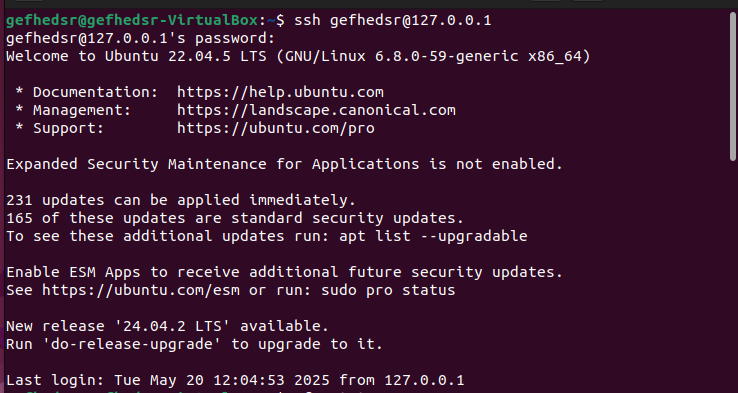 gefhedsr@gefhedsr-VirtualBox:~$ ssh gefhedsr@127.0.0.1
gefhedsr@127.0.0.1's password:
Welcome to Ubuntu 22.04.5 LTS (GNU/Linux 6.8.0-59-generic x86_64)
* Documentation:  https://help.ubuntu.com
* Management:     https://landscape.canonical.com
* Support:        https://ubuntu.com/pro
Expanded Security Maintenance for Applications is not enabled.
231 updates can be applied immediately.
165 of these updates are standard security updates.
To see these additional updates run: apt list --upgradable
Enable ESM Apps to receive additional future security updates.
See https://ubuntu.com/esm or run: sudo pro status
New release '24.04.2 LTS' available.
Run 'do-release-upgrade' to upgrade to it.
Last login: Tue May 20 12:04:53 2025 from 127.0.0.1